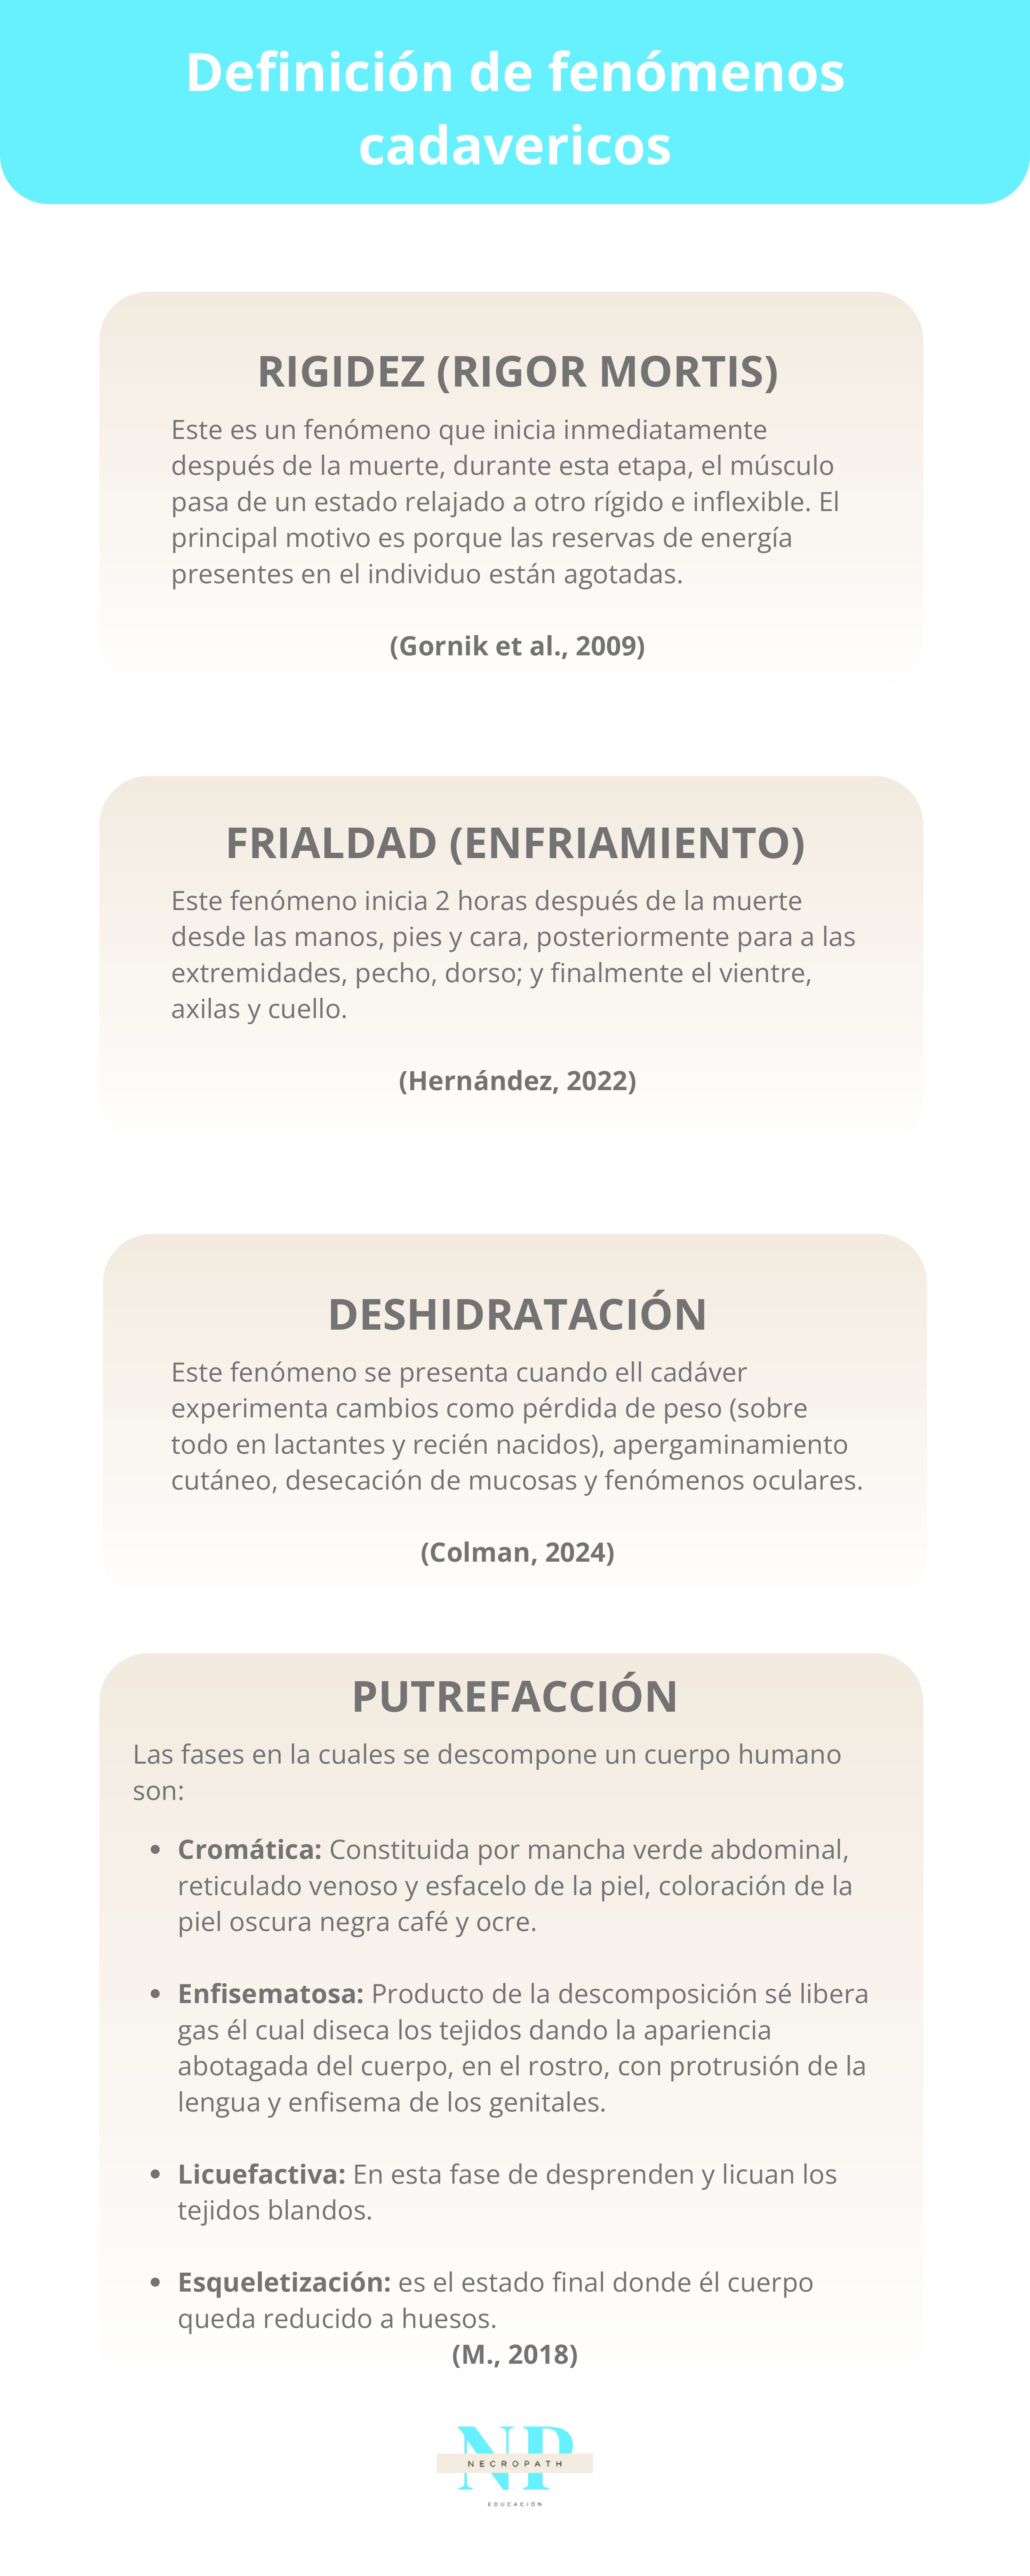 Definición de fenómenos
cadavericos
RIGIDEZ (RIGOR MORTIS)
Este es un fenómeno que inicia inmediatamente
después de la muerte, durante esta etapa, el músculo
pasa de un estado relajado a otro rígido e inflexible. El
principal motivo es porque las reservas de energía
presentes en el individuo están agotadas.
(Gornik et al., 2009)
FRIALDAD (ENFRIAMIENTO)
Este fenómeno inicia 2 horas después de la muerte
desde las manos, pies y cara, posteriormente para a las
extremidades, pecho, dorso; y finalmente el vientre,
axilas y cuello.
(Hernández, 2022)
DESHIDRATACIÓN
Este fenómeno se presenta cuando ell cadáver
experimenta cambios como pérdida de peso (sobre
todo en lactantes y recién nacidos), apergaminamiento
cutáneo, desecación de mucosas y fenómenos oculares.
(Colman, 2024)
PUTREFACCIÓN
Las fases en la cuales se descompone un cuerpo humano
son:
• Cromática: Constituida por mancha verde abdominal,
reticulado venoso y esfacelo de la piel, coloración de la
piel oscura negra café y ocre.
• Enfisematosa: Producto de la descomposición sé libera
gas él cual diseca los tejidos dando la apariencia
abotagada del cuerpo, en el rostro, con protrusión de la
lengua y enfisema de los genitales.
• Licuefactiva: En esta fase de desprenden y licuan los
tejidos blandos.
• Esqueletización: es el estado final donde él cuerpo
queda reducido a huesos.
(M., 2018)
NP
NECROPATH
EDUCACIÓN